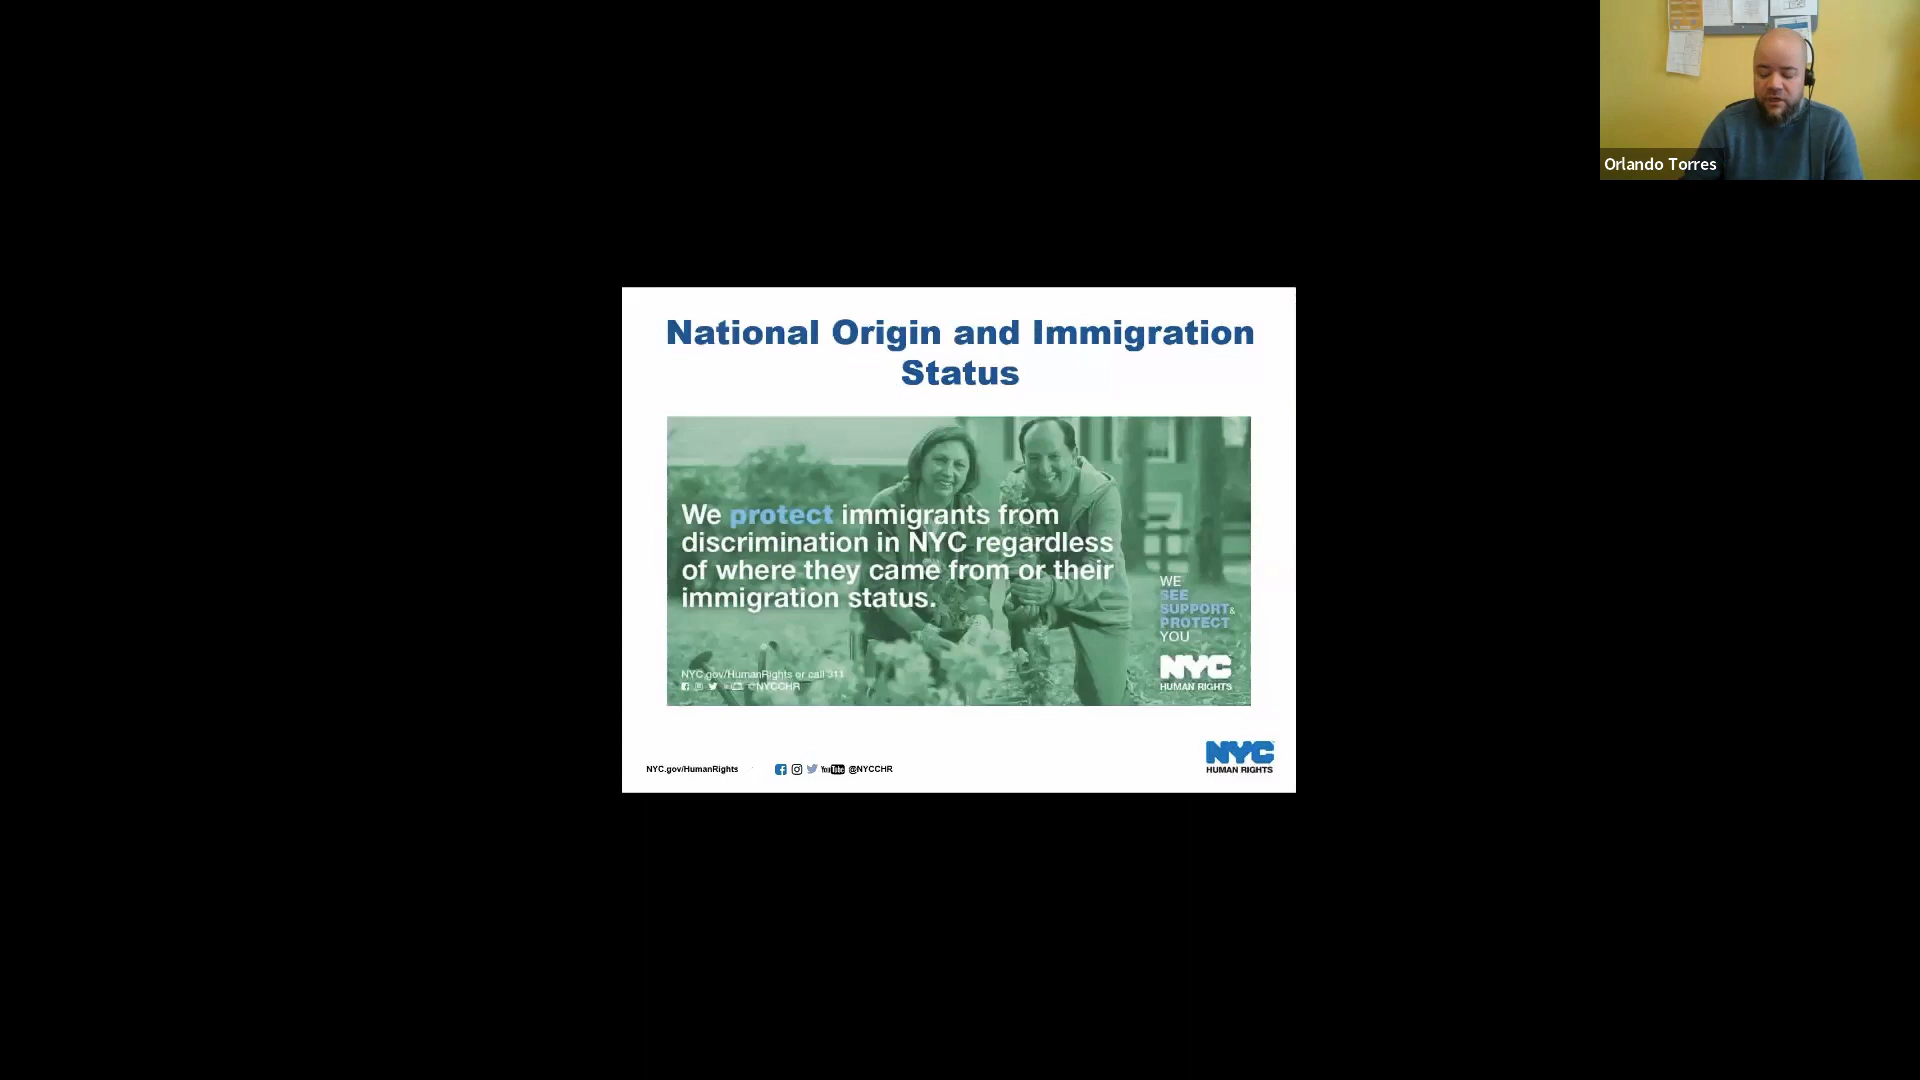 Orlando Torres
National Origin and Immigration
Status
We protect immigrants from
discrimination in NYC regardless
of where they came from or their
immigration status.
WE
SEE
SUPPORT&
PROTECT
YOU
NYC
HUMAN RIGHTS
NYC.gov/HumanRights or call 311
@NYCCHR
NYC.gov/HumanRights
YouTube @NYCCHR
NYC
HUMAN RIGHTS